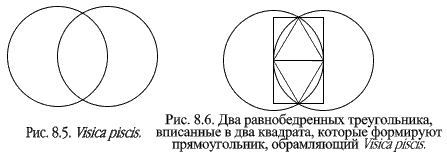 Рис. 8.5. Visica piscis.
Рис. 8.6. Два равнобедренных треугольника,
вписанные в два квадрата, которые формируют
прямоугольник, обрамляющий Visica piscis.